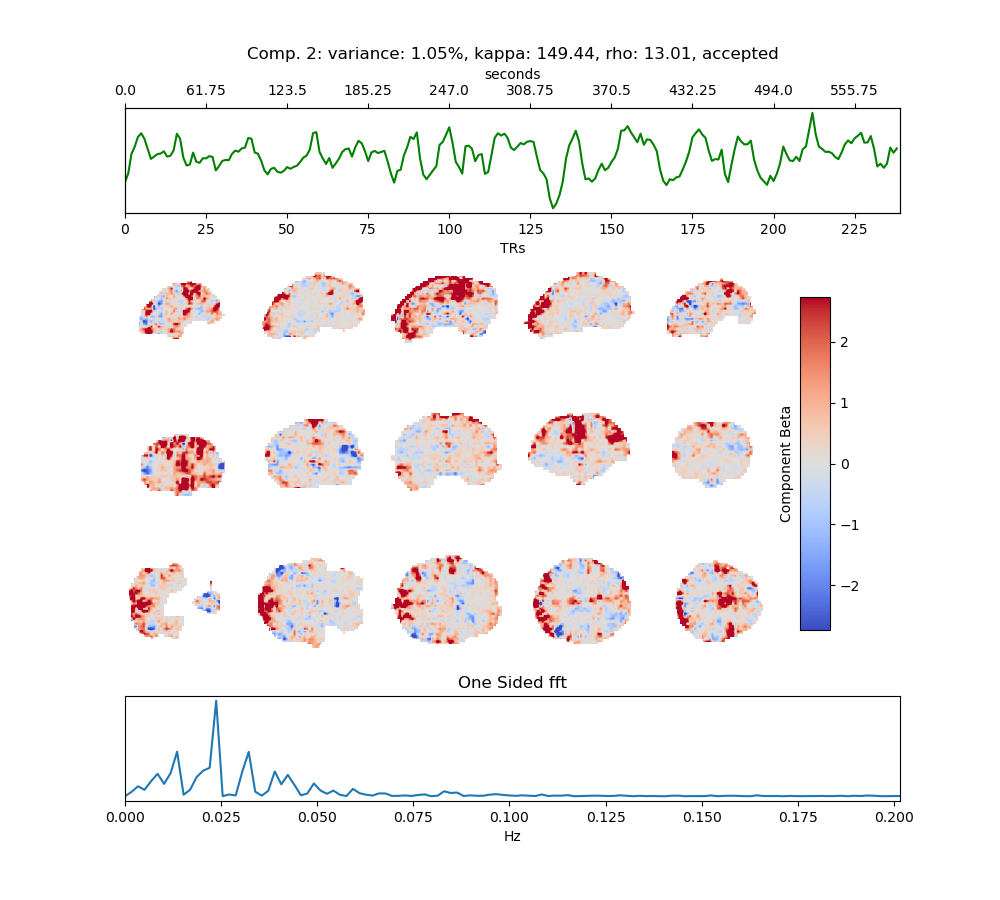 Comp. 2: variance: 1.05%, kappa: 149.44, rho: 13.01, accepted
seconds
0.0 61.75 123.5 185.25 247.0 308.75 370.5 432.25 494.0 555.75
0 25 50 75 100 125 150 175 200 225
TRs
2
1
0
−1
−2
Component Beta
One Sided fft
0.000 0.025 0.050 0.075 0.100 0.125 0.150 0.175 0.200
Hz